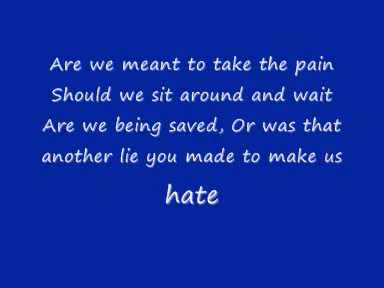 Are we meant to take the pain
Should we sit around and wait
Are we being saved, Or was that
another lie you made to make us
hate